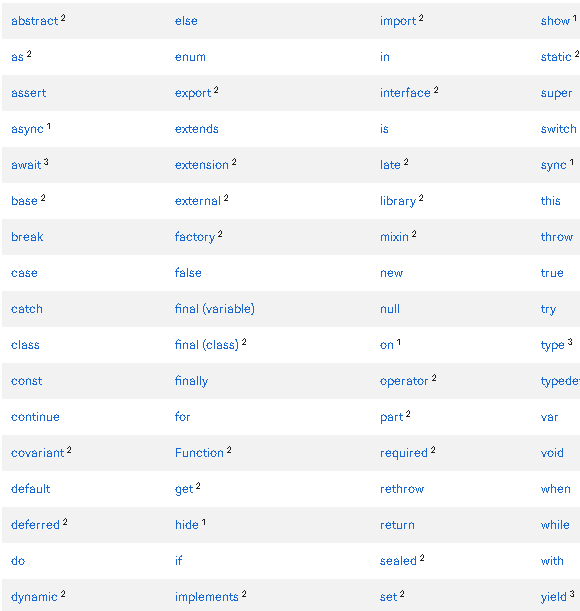 abstract 2 else import 2 show 1
as 2 enum in static 2
assert export 2 interface 2 super
async 1 extends is switch
await 3 extension 2 late 2 sync 1
base 2 external 2 library 2 this
break factory 2 mixin 2 throw
case false new true
catch final (variable) null try
class final (class) 2 on 1 type 3
const finally operator 2 typede
continue for part 2 var
covariant 2 Function 2 required 2 void
default get 2 rethrow when
deferred 2 hide 1 return while
do if sealed 2 with
dynamic 2 implements 2 set 2 yield 3